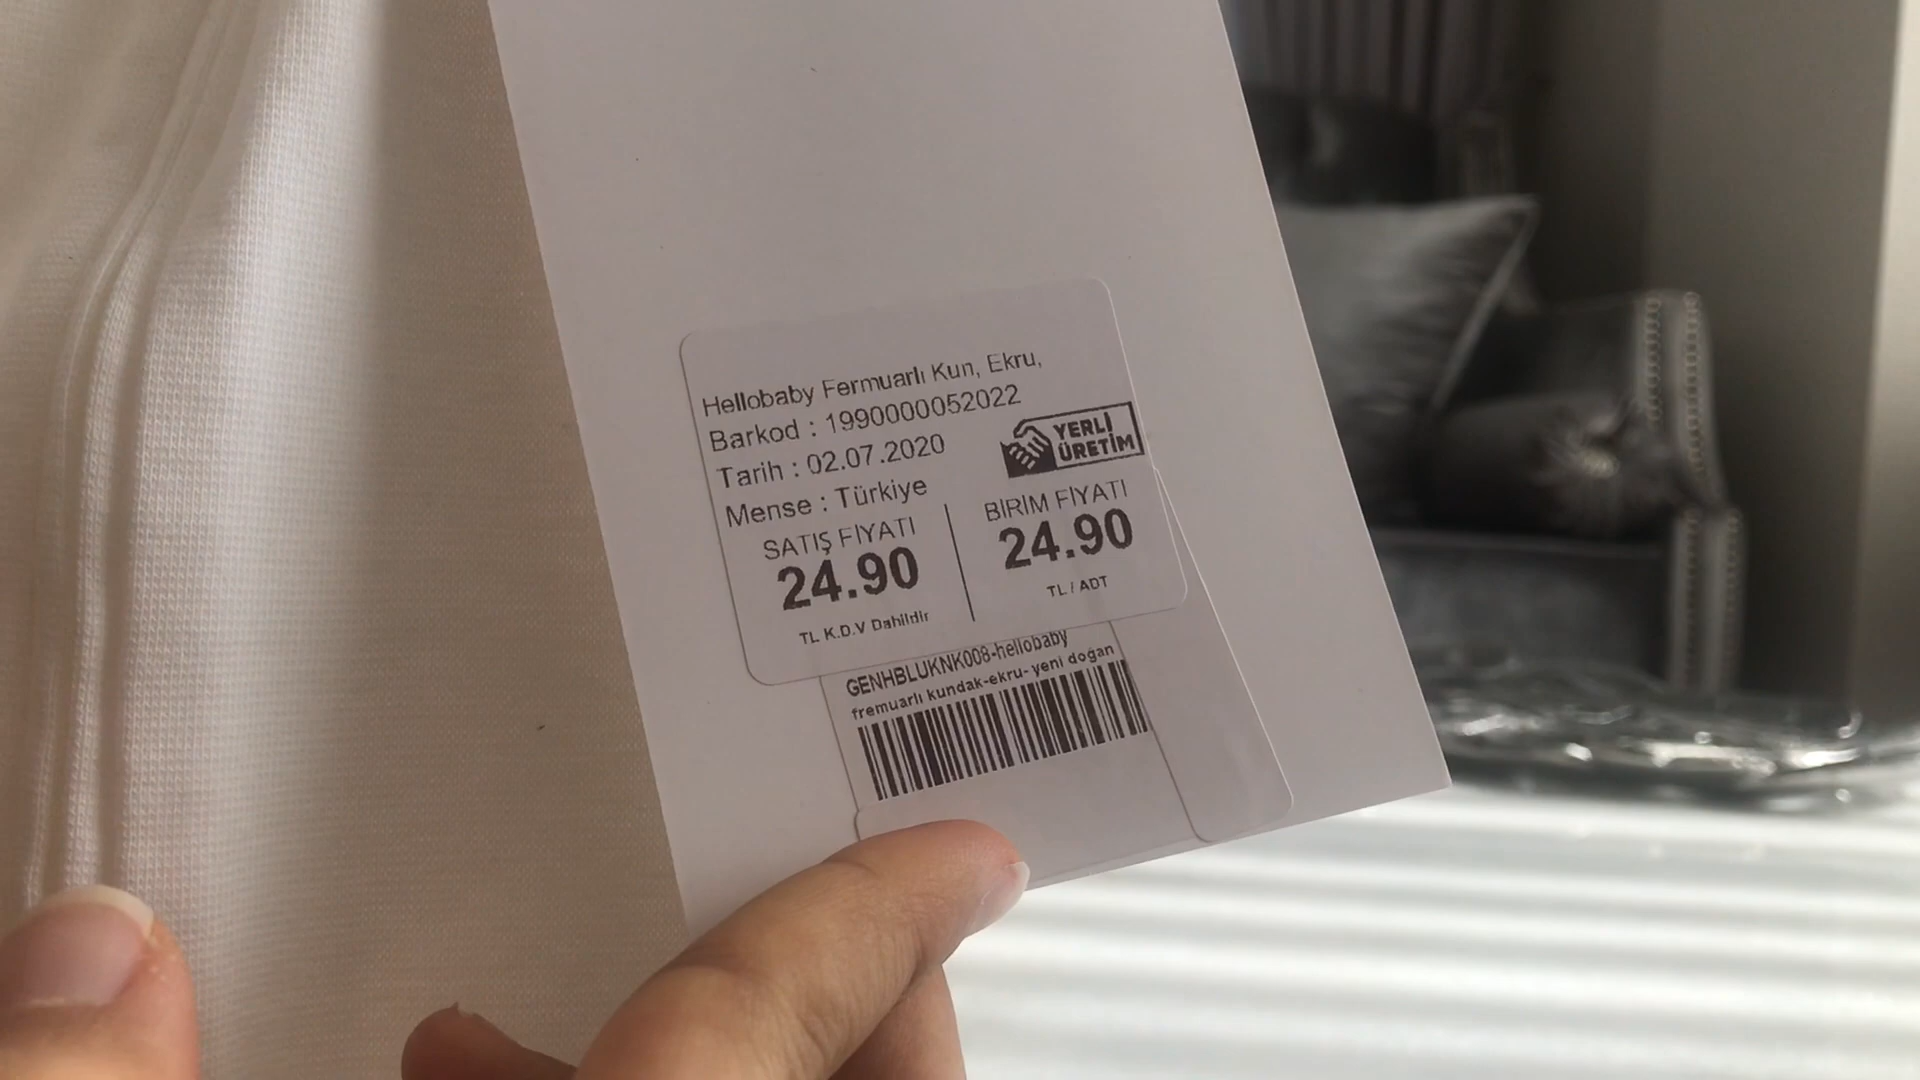 Hellobaby Fermuarlı Kun, Ekru,
Barkod : 1990000052022
Tarih : 02.07.2020
YERLİ
ÜRETİM
Mense : Türkiye
SATIŞ FİYATI
24.90
TL K.D.V Dahildir
BİRİM FİYATI
24.90
TL / ADT
GENHBLUKNK008-hellobaby
fremuarlı kundak-ekru- yeni doğan